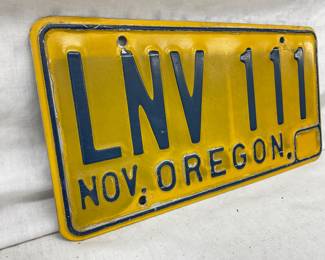 LNV 111
NOV. OREGON.